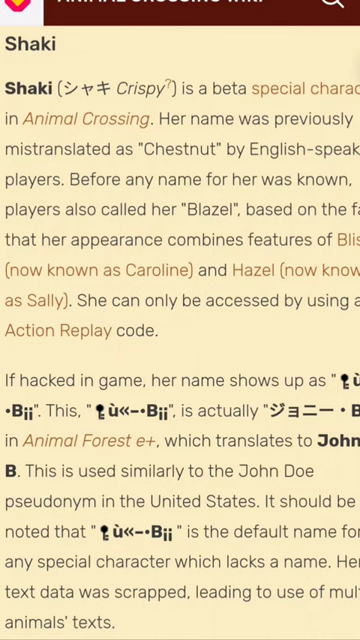 ANIMAL CROSSING WIKI
Shaki
Shaki (シャキ Crispy?) is a beta special charac
in Animal Crossing. Her name was previously
mistranslated as "Chestnut" by English-speak
players. Before any name for her was known,
players also called her "Blazel", based on the fa
that her appearance combines features of Blis
(now known as Caroline) and Hazel (now know
as Sally). She can only be accessed by using a
Action Replay code.
If hacked in game, her name shows up as "
•B¡¡". This, " ù«–•B¡¡", is actually "ジョニー・B
in Animal Forest e+, which translates to John
B. This is used similarly to the John Doe
pseudonym in the United States. It should be
noted that " ù«–•B¡¡ " is the default name for
any special character which lacks a name. Her
text data was scrapped, leading to use of mul
animals' texts.